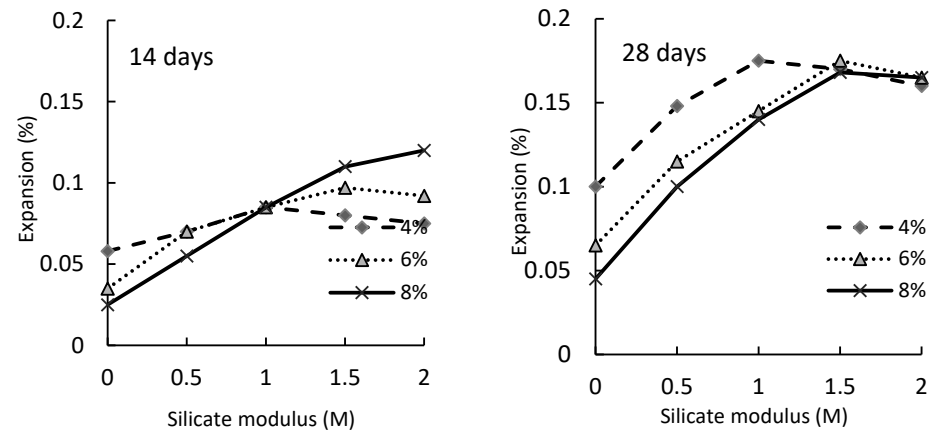 0.2
14 days
0.15
0.1
0.05
0
Expansion (%)
4%
6%
8%
0 0.5 1 1.5 2
Silicate modulus (M)
0.2
28 days
0.15
0.1
0.05
0
Expansion (%)
4%
6%
8%
0 0.5 1 1.5 2
Silicate modulus (M)